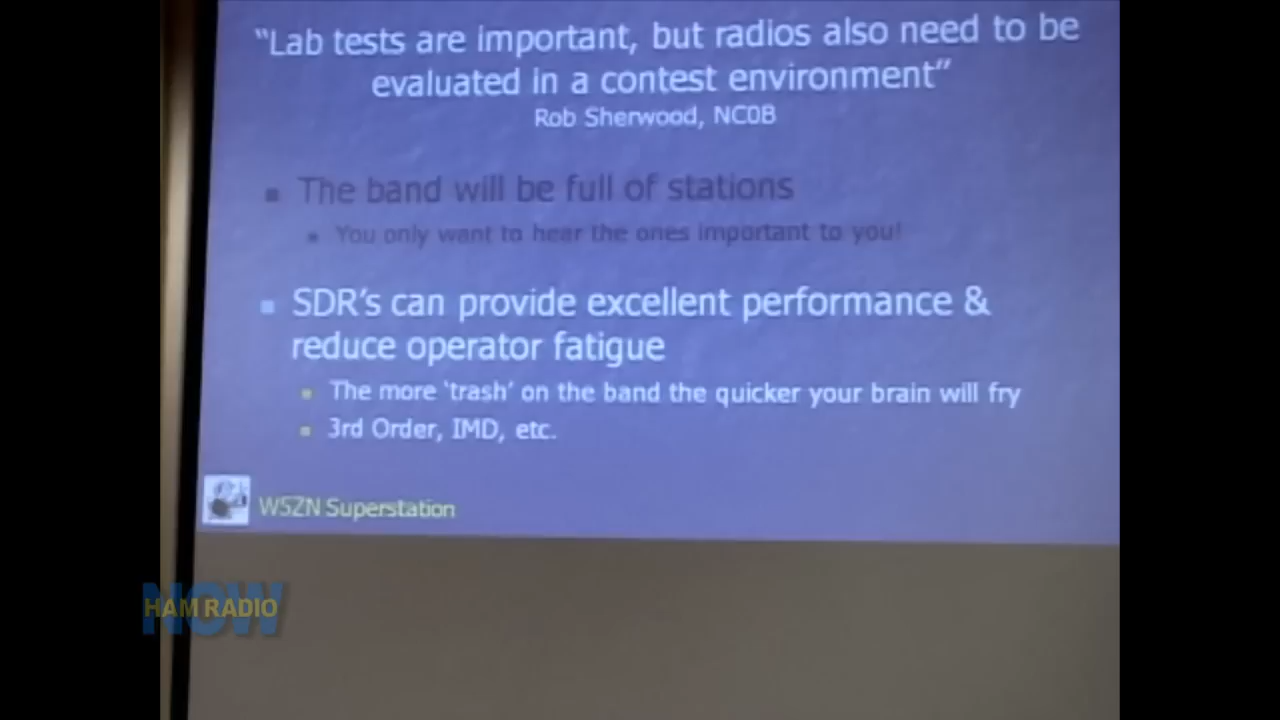 “Lab tests are important, but radios also need to be
evaluated in a contest environment”
Rob Sherwood, NC0B
The band will be full of stations
You only want to hear the ones important to you!
SDR's can provide excellent performance &
reduce operator fatigue
The more ‘trash’ on the band the quicker your brain will fry
3rd Order, IMD, etc.
W5ZN Superstation
NOW
HAM RADIO